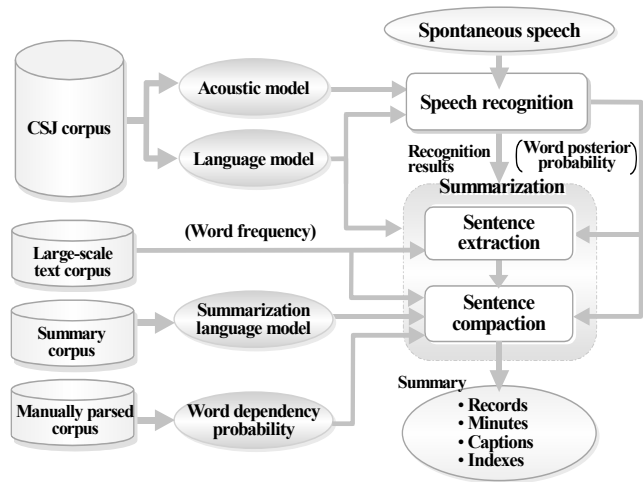 Spontaneous speech
CSJ corpus
Acoustic model
Language model
Speech recognition
Recognition
results
(Word posterior
probability)
Summarization
Large-scale
text corpus
(Word frequency)
Sentence
extraction
Summary
corpus
Summarization
language model
Sentence
compaction
Manually parsed
corpus
Word dependency
probability
Summary
• Records
• Minutes
• Captions
• Indexes